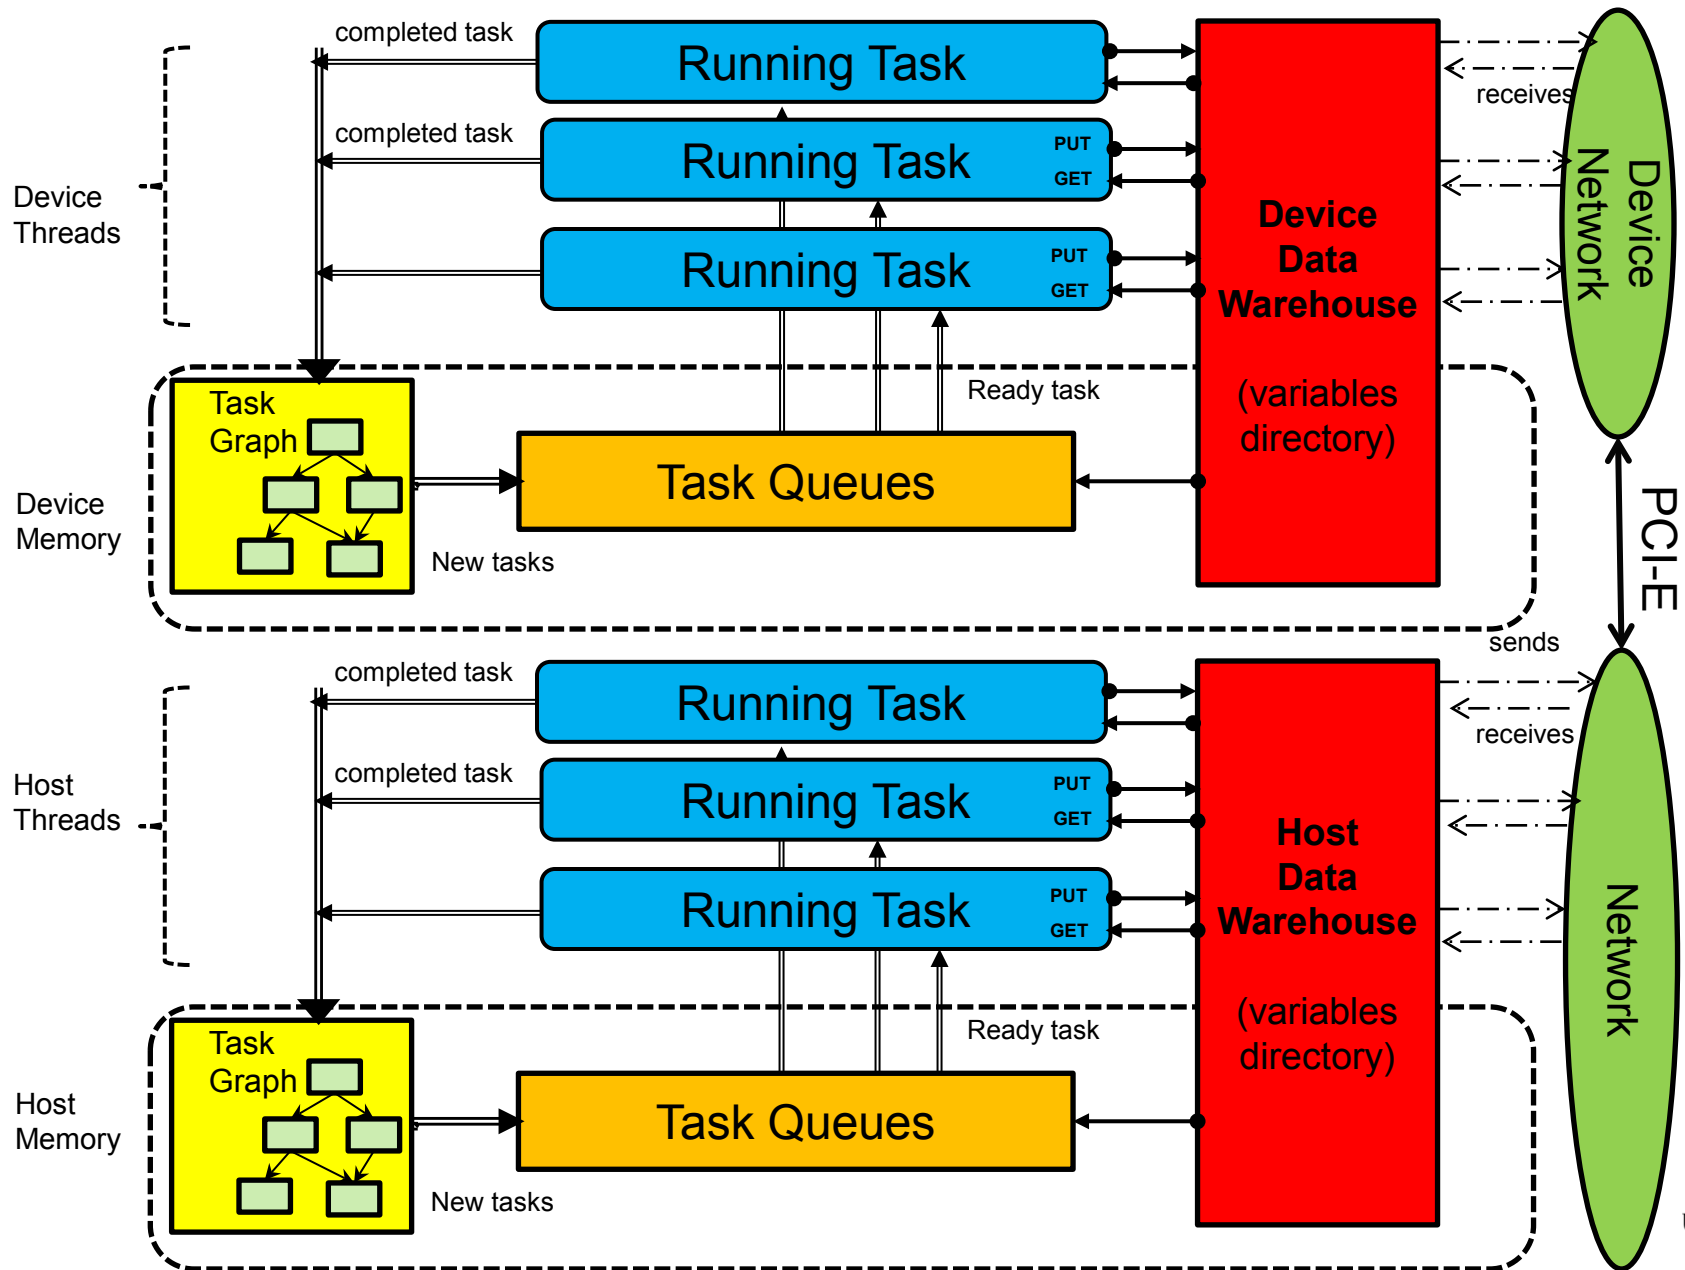 completed task
Running Task
receives
completed task
Running Task
PUT
GET
Device
Threads
Running Task
PUT
GET
Device
Data
Warehouse
(variables
directory)
Device
Network
Ready task
Task
Graph
Task Queues
Device
Memory
New tasks
PCI-E
sends
completed task
Running Task
receives
completed task
Running Task
PUT
GET
Host
Threads
Running Task
PUT
GET
Host
Data
Warehouse
(variables
directory)
Network
Ready task
Task
Graph
Task Queues
Host
Memory
New tasks